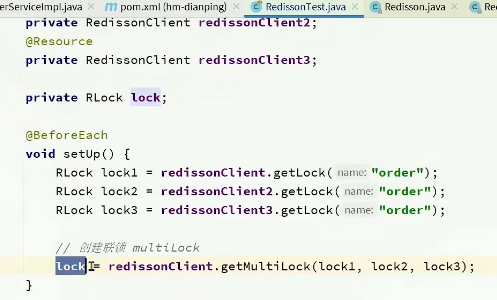 erServiceImpl.java pom.xml (hm-dianping) RedissonTest.java Redisson.java
private RedissonClient redissonClient2;
@Resource
private RedissonClient redissonClient3;
private RLock lock;
@BeforeEach
void setUp() {
RLock lock1 = redissonClient.getLock( name: "order");
RLock lock2 = redissonClient2.getLock( name: "order");
RLock lock3 = redissonClient3.getLock( name: "order");
// 创建联锁 multiLock
lock = redissonClient.getMultiLock(lock1, lock2, lock3);
}